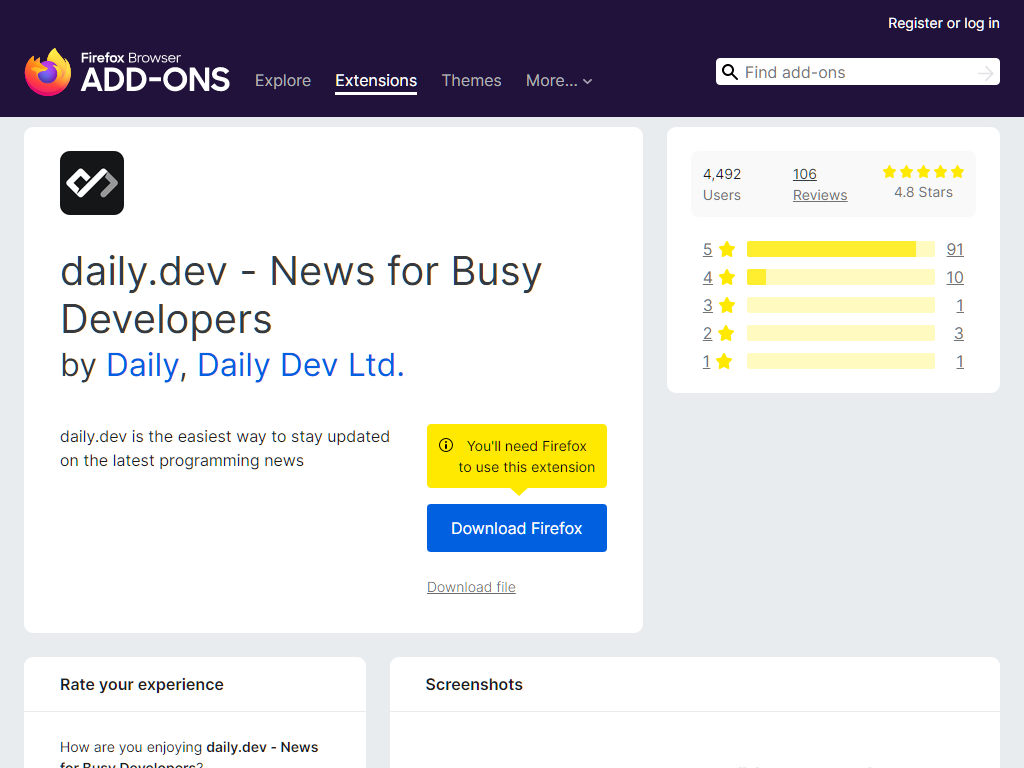 Register or log in
Firefox Browser
ADD-ONS
Explore
Extensions
Themes
More...
Find add-ons
daily.dev - News for Busy
Developers
by Daily, Daily Dev Ltd.
daily.dev is the easiest way to stay updated
on the latest programming news
You'll need Firefox
to use this extension
Download Firefox
Download file
4,492
Users
106
Reviews
4.8 Stars
5 91
4 10
3 1
2 3
1 1
Rate your experience
How are you enjoying daily.dev - News
for Busy Developers?
Screenshots